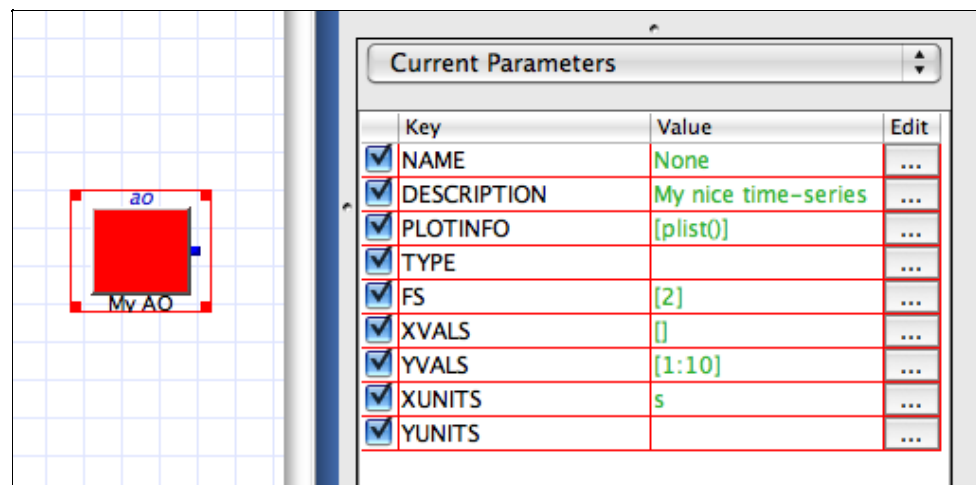 ao
My AO
Current Parameters
Key Value Edit
NAME None ...
DESCRIPTION My nice time-series ...
PLOTINFO [plist()] ...
TYPE ...
FS [2] ...
XVALS [] ...
YVALS [1:10] ...
XUNITS s ...
YUNITS ...